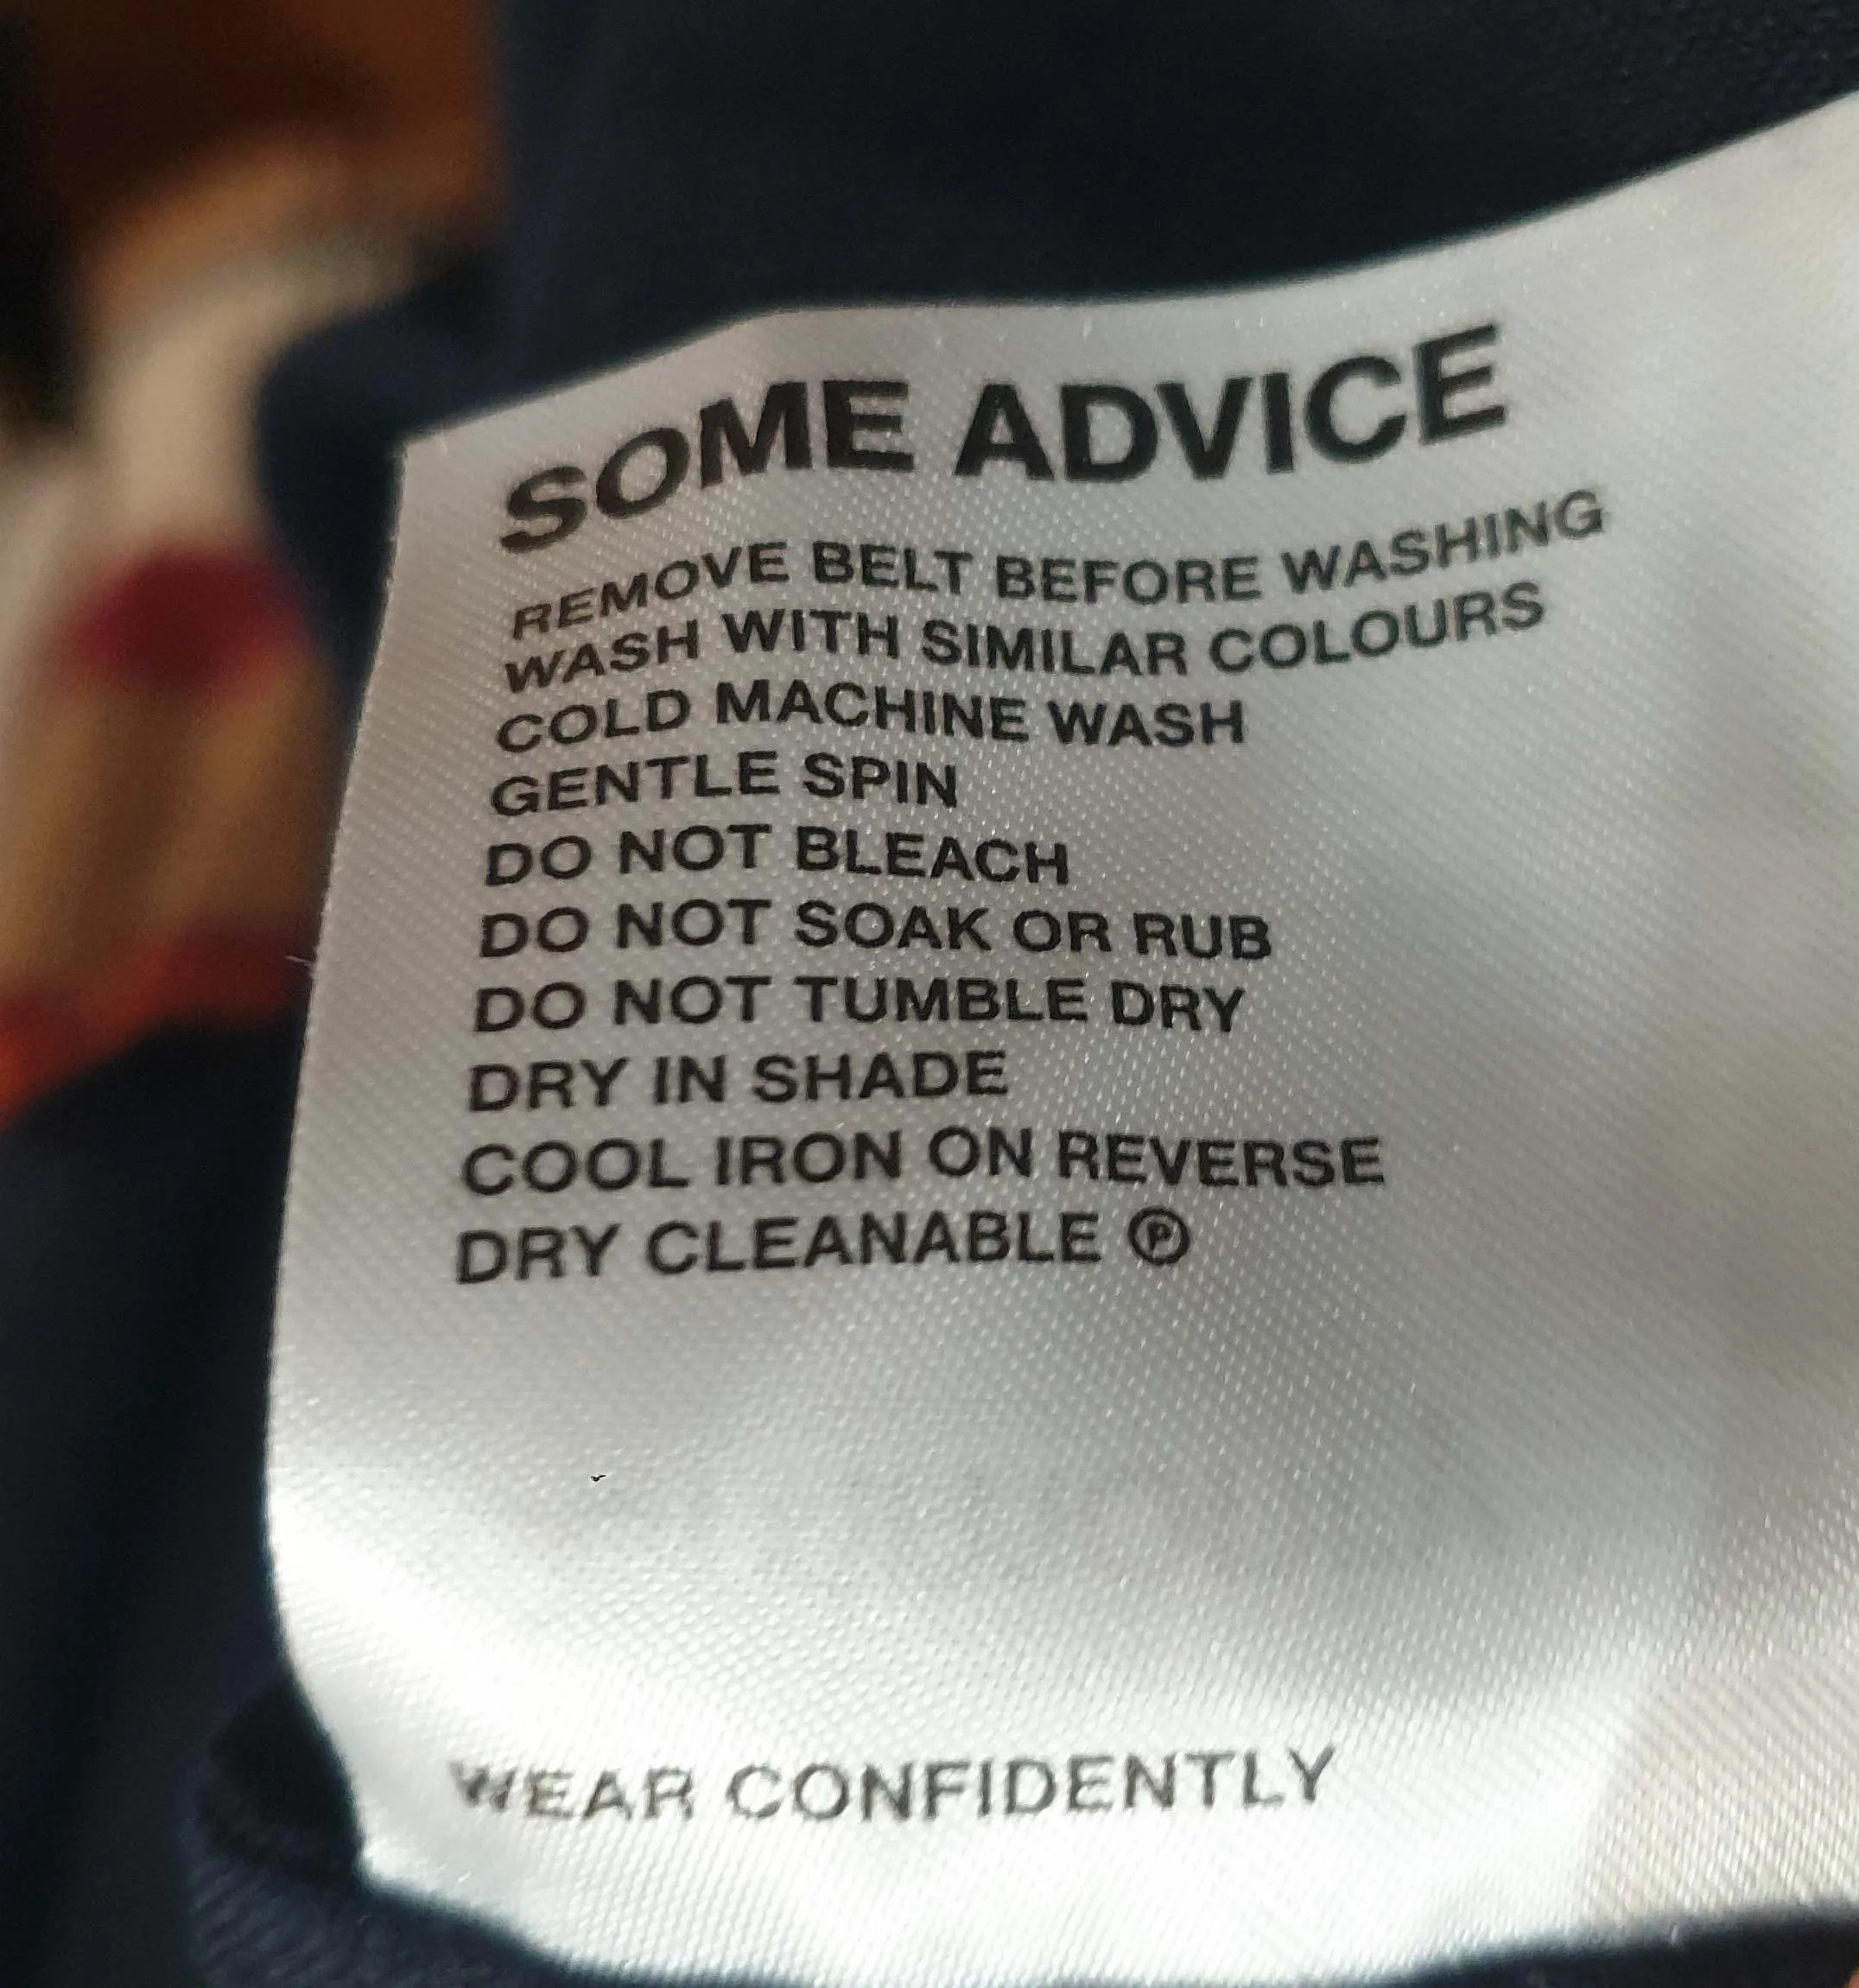 SOME ADVICE
REMOVE BELT BEFORE WASHING
WASH WITH SIMILAR COLOURS
COLD MACHINE WASH
GENTLE SPIN
DO NOT BLEACH
DO NOT SOAK OR RUB
DO NOT TUMBLE DRY
DRY IN SHADE
COOL IRON ON REVERSE
DRY CLEANABLE Ⓟ
WEAR CONFIDENTLY